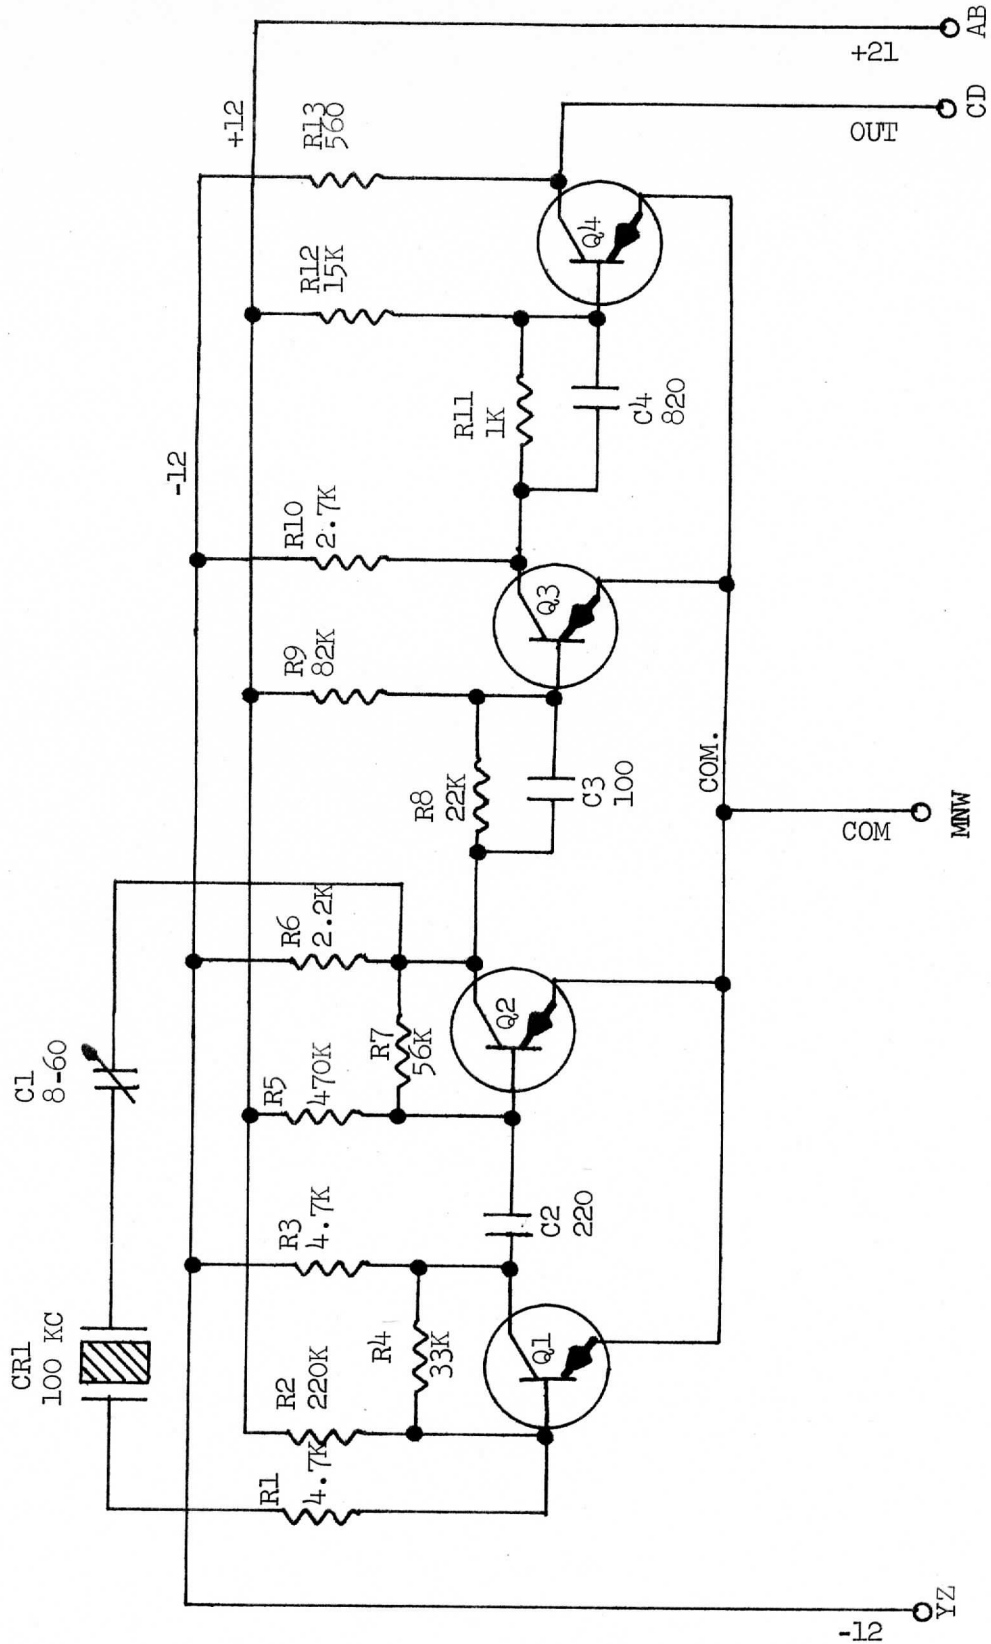 CR1
100 KC
C1
8-60
-12
+12
R1
4.7K
R2
220K
R3
4.7K
R4
33K
R5
470K
R6
2.2K
R7
56K
R8
22K
R9
82K
R10
2.7K
R11
1K
R12
15K
R13
560
Q1
C2
220
Q2
C3
100
Q3
C4
820
Q4
COM.
-12
YZ
COM
MNW
OUT
CD
+21
AB